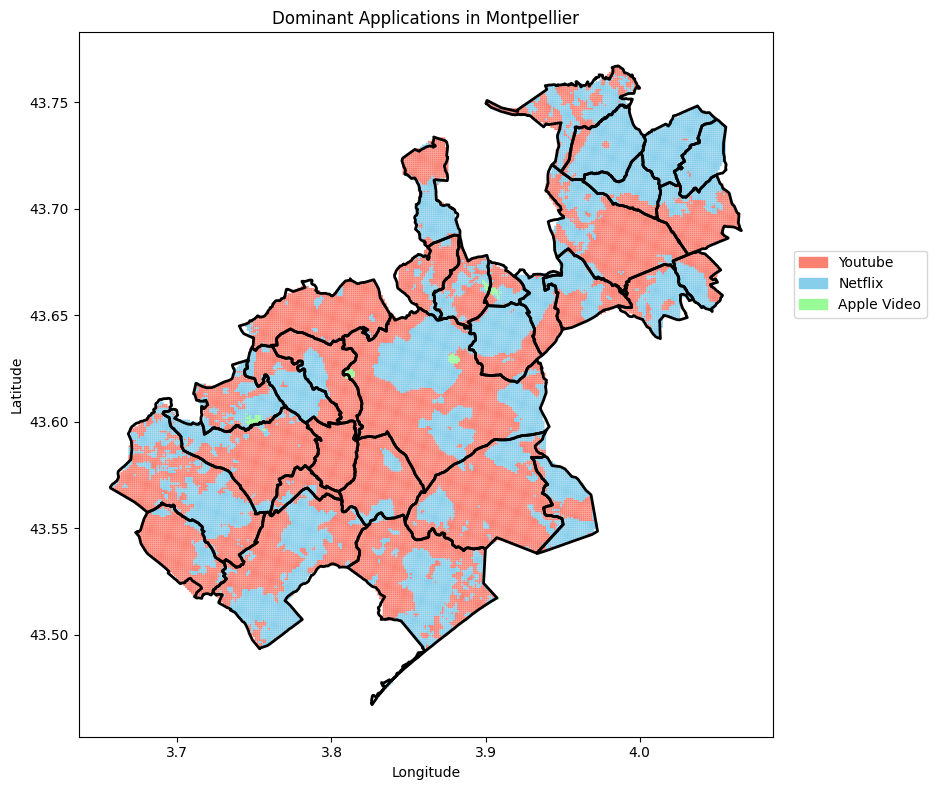 Dominant Applications in Montpellier
43.75
43.70
43.65
43.60
43.55
43.50
Latitude
3.7
3.8
3.9
4.0
Longitude
Youtube
Netflix
Apple Video